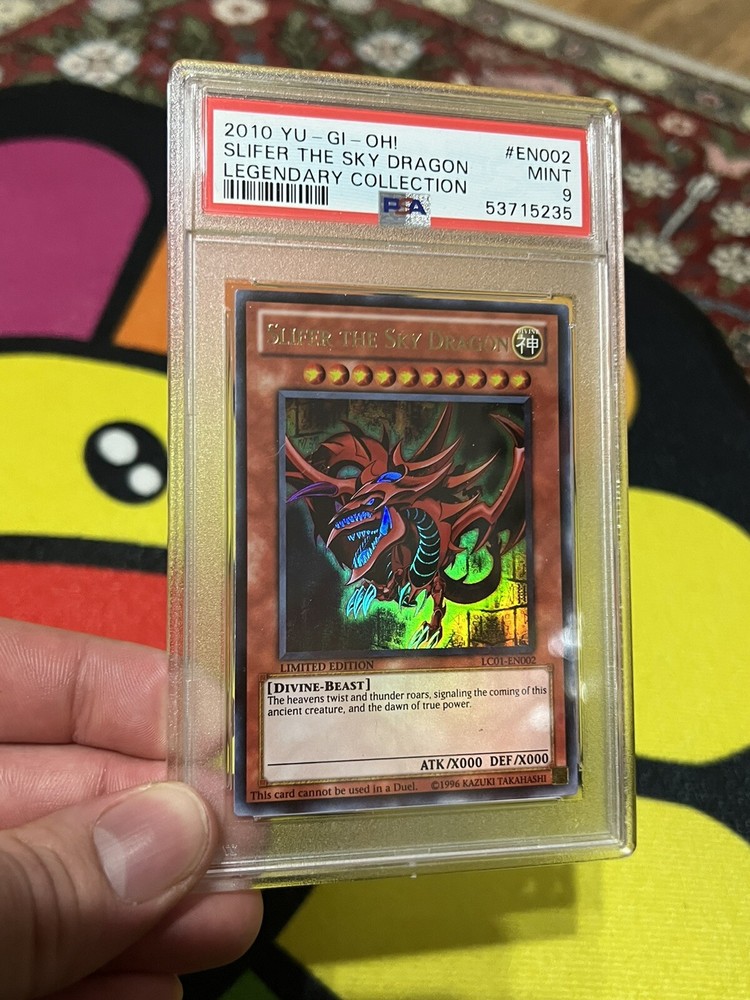 2010 YU-GI-OH! #EN002
SLIFER THE SKY DRAGON MINT
LEGENDARY COLLECTION 9
PSA 53715235
SLIFER THE SKY DRAGON
DIVINE
神
LIMITED EDITION LC01-EN002
[DIVINE-BEAST]
The heavens twist and thunder roars, signaling the coming of this
ancient creature, and the dawn of true power.
ATK/X000 DEF/X000
This card cannot be used in a Duel. ©1996 KAZUKI TAKAHASHI